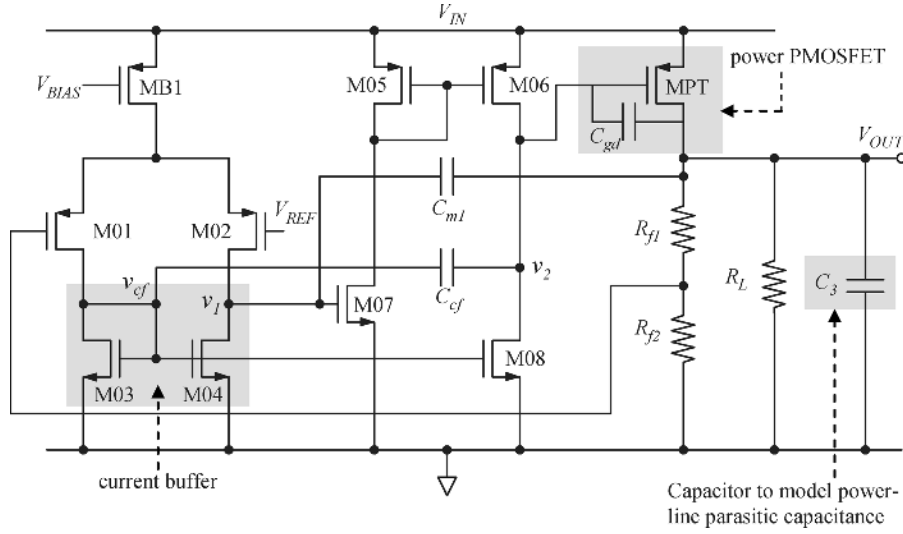 V_IN
power PMOSFET
M05
M06
MPT
V_BIAS
MB1
C_gd
V_OUT
C_m1
V_REF
M01
M02
R_f1
v_cf
v_1
C_cf
v_2
R_L
C_3
M07
R_f2
M08
M03
M04
current buffer
Capacitor to model power-
line parasitic capacitance